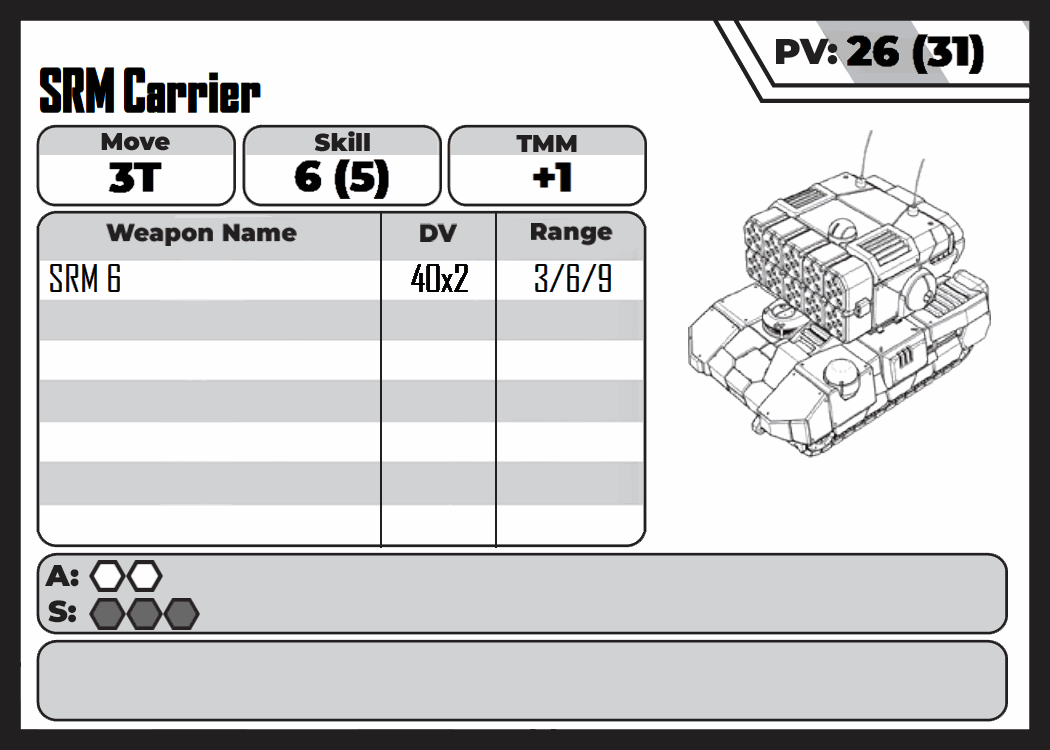 PV: 26 (31)
SRM Carrier
Move Skill TMM
3T 6 (5) +1
Weapon Name DV Range
SRM 6 40x2 3/6/9
A:
S: